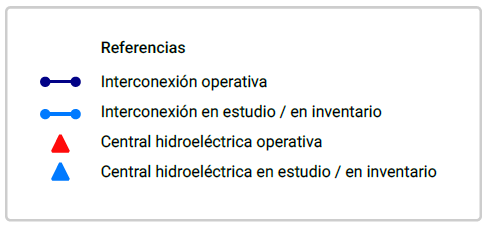 Referencias
Interconexión operativa
Interconexión en estudio / en inventario
Central hidroeléctrica operativa
Central hidroeléctrica en estudio / en inventario